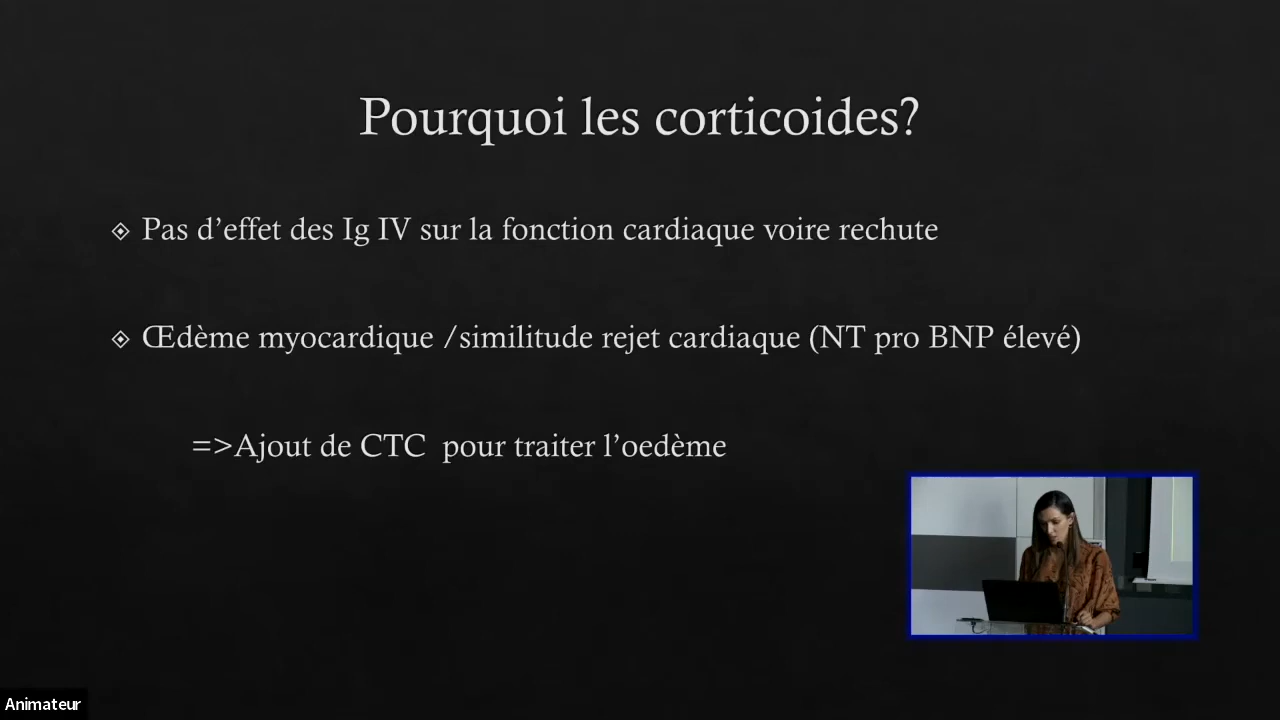 Pourquoi les corticoides?
Pas d'effet des Ig IV sur la fonction cardiaque voire rechute
Œdème myocardique /similitude rejet cardiaque (NT pro BNP élevé)
=>Ajout de CTC  pour traiter l'oedème
Animateur